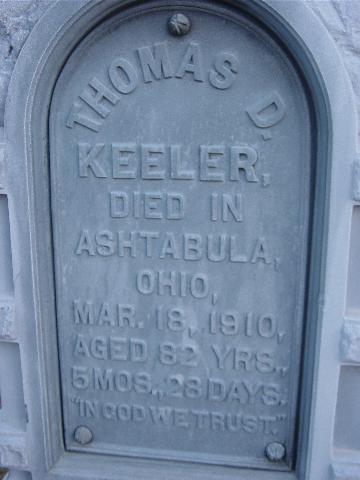 THOMAS D.
KEELER,
DIED IN
ASHTABULA,
OHIO,
MAR. 18, 1910,
AGED 82 YRS.,
5 MOS., 28 DAYS.
"IN GOD WE TRUST."